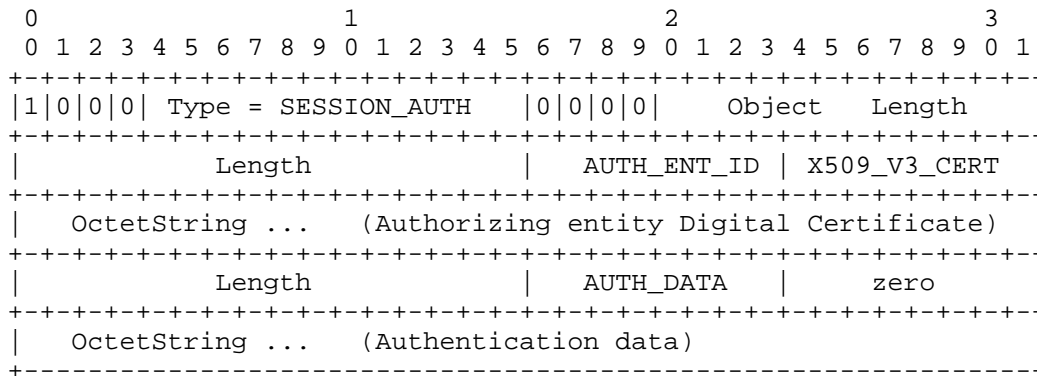 0                   1                   2                   3
 0 1 2 3 4 5 6 7 8 9 0 1 2 3 4 5 6 7 8 9 0 1 2 3 4 5 6 7 8 9 0 1
+-+-+-+-+-+-+-+-+-+-+-+-+-+-+-+-+-+-+-+-+-+-+-+-+-+-+-+-+-+-+-+--
|1|0|0|0| Type = SESSION_AUTH  |0|0|0|0|    Object   Length
+-+-+-+-+-+-+-+-+-+-+-+-+-+-+-+-+-+-+-+-+-+-+-+-+-+-+-+-+-+-+-+--
|            Length             |   AUTH_ENT_ID | X509_V3_CERT
+-+-+-+-+-+-+-+-+-+-+-+-+-+-+-+-+-+-+-+-+-+-+-+-+-+-+-+-+-+-+-+--
|   OctetString ...  (Authorizing entity Digital Certificate)
+-+-+-+-+-+-+-+-+-+-+-+-+-+-+-+-+-+-+-+-+-+-+-+-+-+-+-+-+-+-+-+--
|            Length             |   AUTH_DATA   |     zero
+-+-+-+-+-+-+-+-+-+-+-+-+-+-+-+-+-+-+-+-+-+-+-+-+-+-+-+-+-+-+-+--
|   OctetString ...  (Authentication data)
+----------------------------------------------------------------